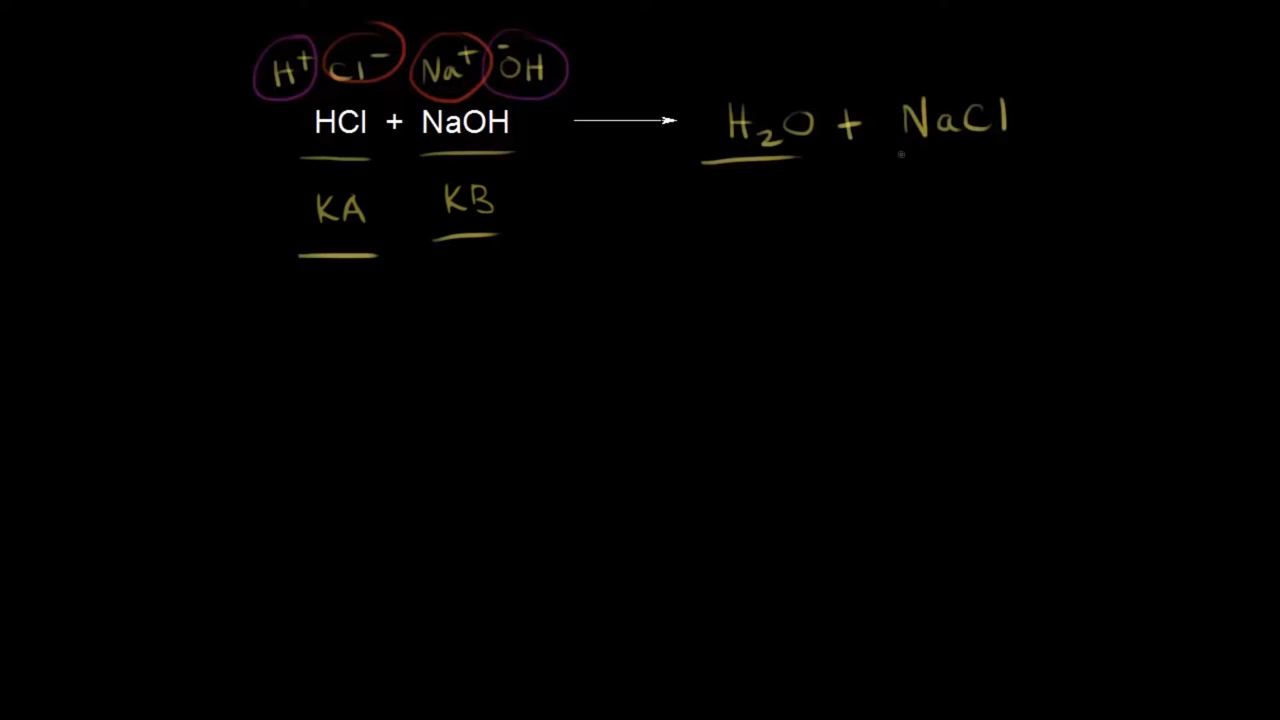 H⁺ Cl⁻ Na⁺ ⁻OH
HCl + NaOH ⟶ H₂O + NaCl
KA KB